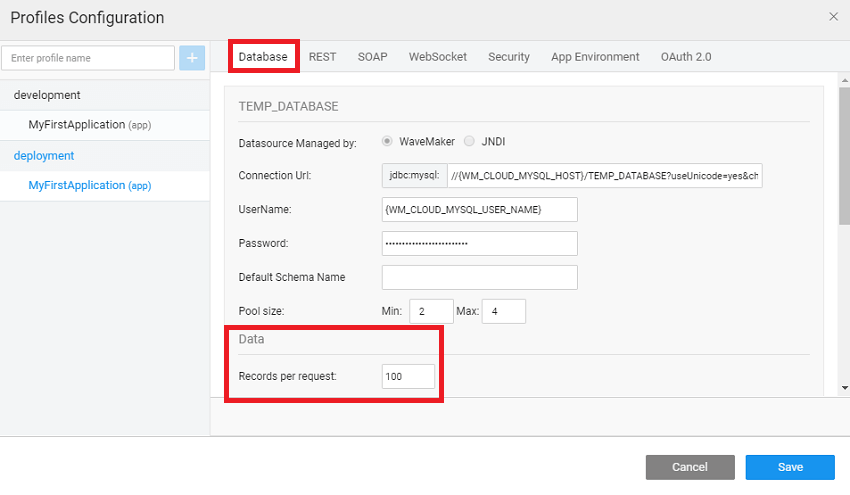 Profiles Configuration
Enter profile name
+
development
MyFirstApplication (app)
deployment
MyFirstApplication (app)
Database REST SOAP WebSocket Security App Environment OAuth 2.0
TEMP_DATABASE
Datasource Managed by: WaveMaker JNDI
Connection Url: jdbc:mysql: //{WM_CLOUD_MYSQL_HOST}/TEMP_DATABASE?useUnicode=yes&ch
UserName: {WM_CLOUD_MYSQL_USER_NAME}
Password: ••••••••••••••••••••••••
Default Schema Name
Pool size: Min: 2 Max: 4
Data
Records per request: 100
Cancel Save